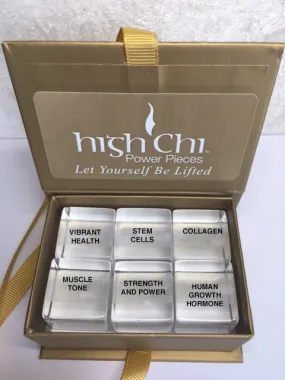 high Chi™
Power Pieces
Let Yourself Be Lifted
VIBRANT
HEALTH
STEM
CELLS
COLLAGEN
MUSCLE
TONE
STRENGTH
AND POWER
HUMAN
GROWTH
HORMONE